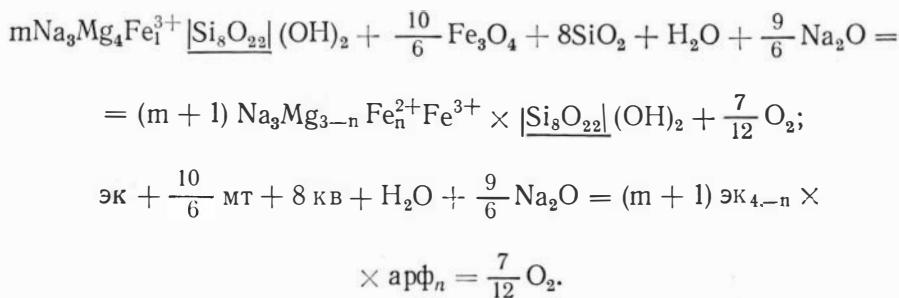 mNa₃Mg₄Fe₁³⁺ |Si₈O₂₂| (OH)₂ + 10/6 Fe₃O₄ + 8SiO₂ + H₂O + 9/6 Na₂O =
= (m + 1) Na₃Mg₃₋ₙ Feₙ²⁺Fe³⁺ × |Si₈O₂₂| (OH)₂ + 7/12 O₂;
эк + 10/6 мт + 8 кв + H₂O + 9/6 Na₂O = (m + 1) эк₄,₋ₙ ×
× арфₙ = 7/12 O₂.